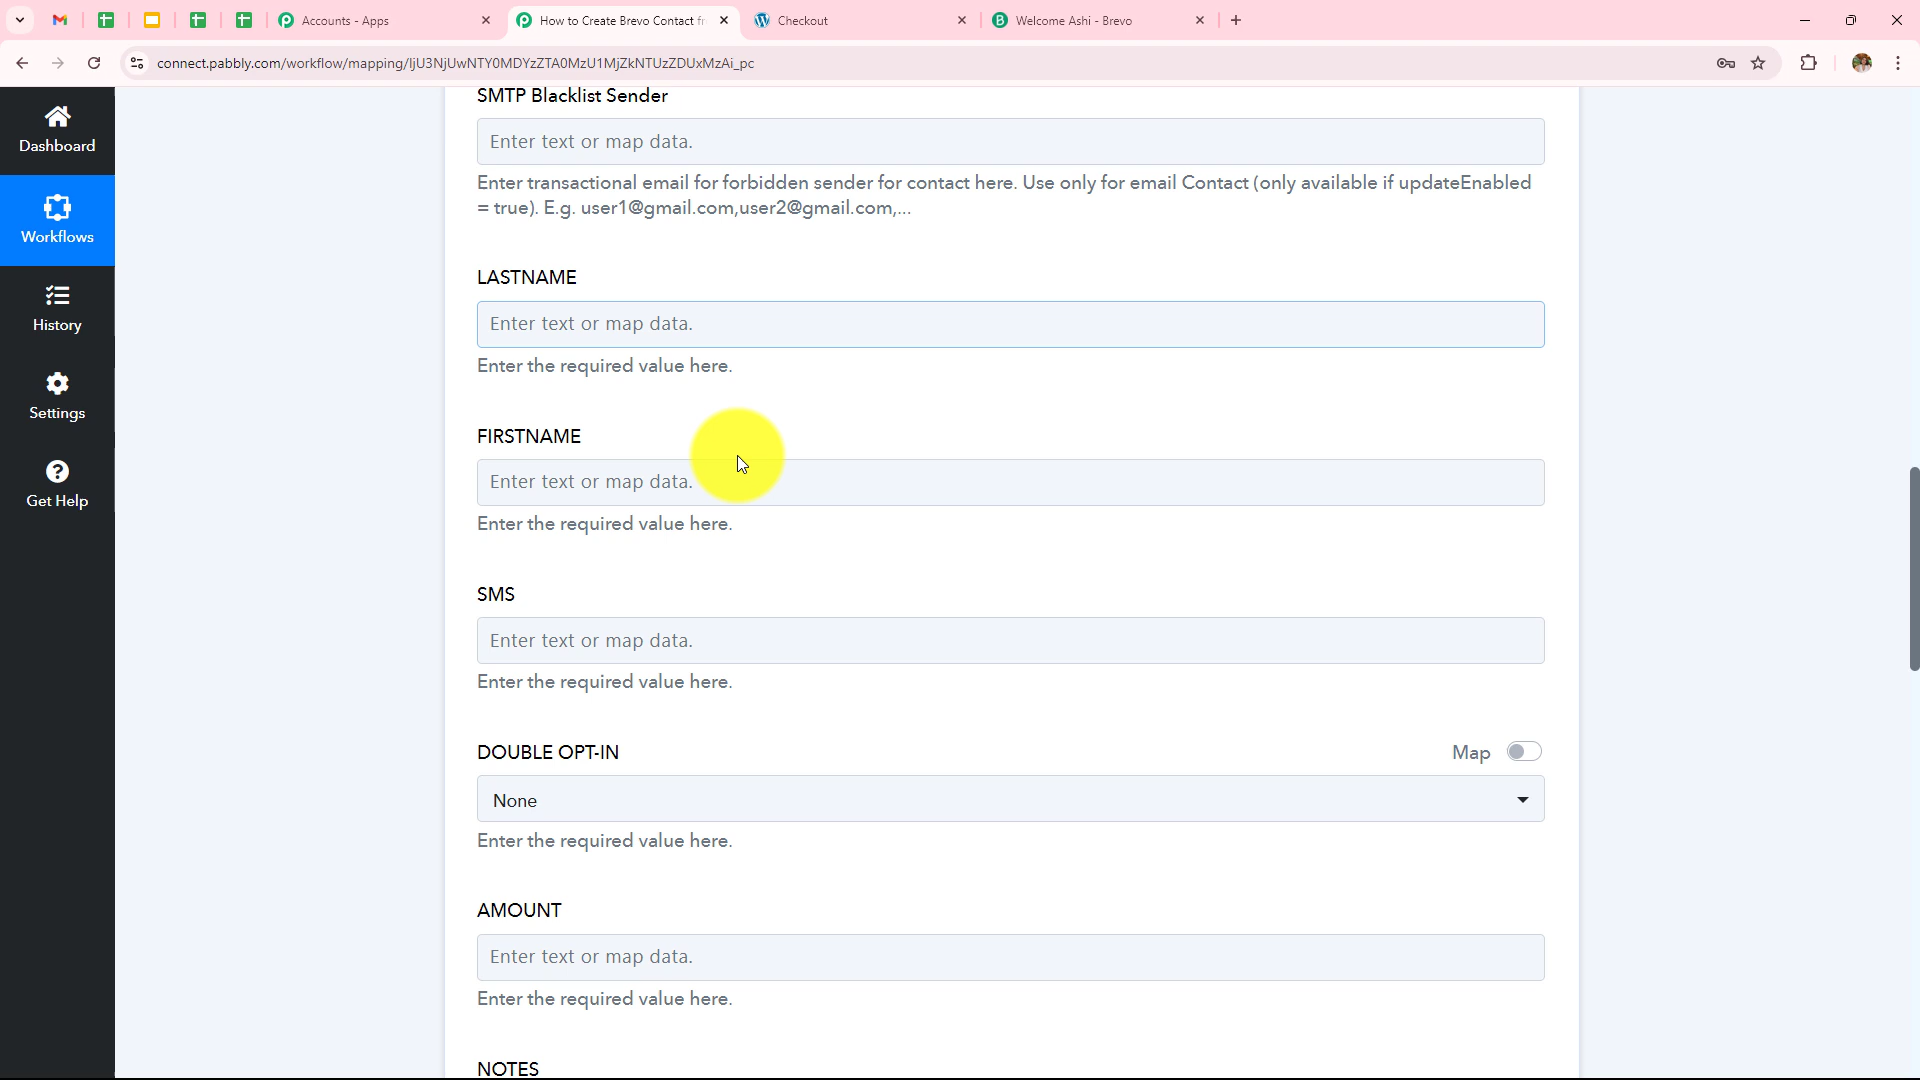 Accounts - Apps
How to Create Brevo Contact fr
Checkout
Welcome Ashi - Brevo
connect.pabbly.com/workflow/mapping/IjU3NjUwNTY0MDYzZTA0MzU1MjZkNTUzZDUxMzAi_pc
Dashboard
Workflows
History
Settings
Get Help
SMTP Blacklist Sender
Enter text or map data.
Enter transactional email for forbidden sender for contact here. Use only for email Contact (only available if updateEnabled
= true). E.g. user1@gmail.com,user2@gmail.com,...
LASTNAME
Enter text or map data.
Enter the required value here.
FIRSTNAME
Enter text or map data.
Enter the required value here.
SMS
Enter text or map data.
Enter the required value here.
DOUBLE OPT-IN
Map
None
Enter the required value here.
AMOUNT
Enter text or map data.
Enter the required value here.
NOTES